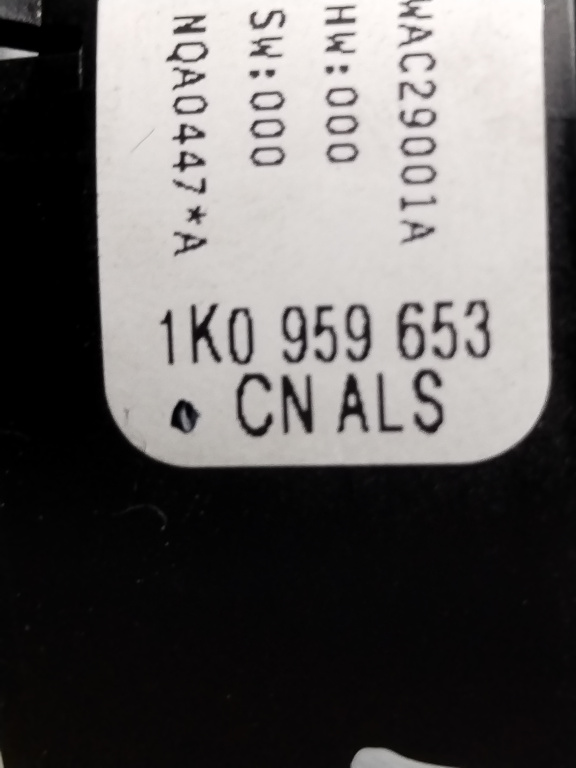 WAC29001A
HW:000
SW:000
NQA0447*A
1K0 959 653
CN ALS